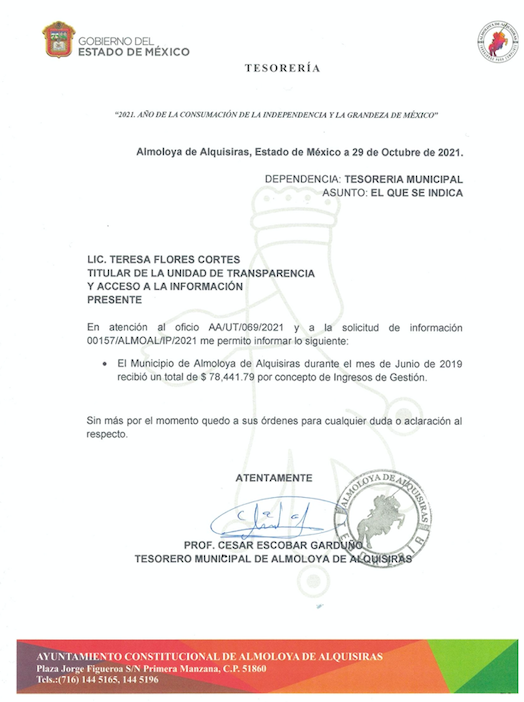 GOBIERNO DEL
ESTADO DE MÉXICO
TESORERÍA
"2021. AÑO DE LA CONSUMACIÓN DE LA INDEPENDENCIA Y LA GRANDEZA DE MÉXICO"
Almoloya de Alquisiras, Estado de México a 29 de Octubre de 2021.
DEPENDENCIA: TESORERIA MUNICIPAL
ASUNTO: EL QUE SE INDICA
LIC. TERESA FLORES CORTES
TITULAR DE LA UNIDAD DE TRANSPARENCIA
Y ACCESO A LA INFORMACIÓN
PRESENTE
En atención al oficio AA/UT/069/2021 y a la solicitud de información
00157/ALMOAL/IP/2021 me permito informar lo siguiente:
• El Municipio de Almoloya de Alquisiras durante el mes de Junio de 2019
recibió un total de $ 78,441.79 por concepto de Ingresos de Gestión.
Sin más por el momento quedo a sus órdenes para cualquier duda o aclaración al
respecto.
ATENTAMENTE
ALMOLOYA DE ALQUISIRAS
TESORERIA
PROF. CESAR ESCOBAR GARDUÑO
TESORERO MUNICIPAL DE ALMOLOYA DE ALQUISIRAS
AYUNTAMIENTO CONSTITUCIONAL DE ALMOLOYA DE ALQUISIRAS
Plaza Jorge Figueroa S/N Primera Manzana, C.P. 51860
Tels.:(716) 144 5165, 144 5196